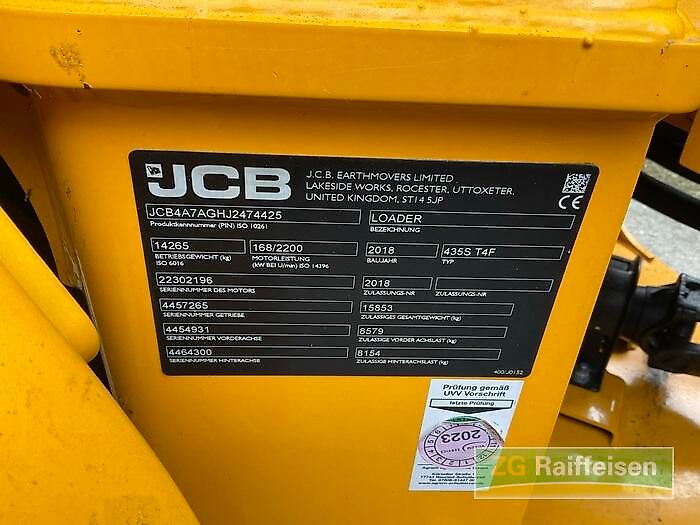 JCB
J.C.B. EARTHMOVERS LIMITED
LAKESIDE WORKS, ROCESTER, UTTOXETER,
UNITED KINGDOM, ST14 5JP
CE
JCB4A7AGHJ2474425
Produktkennnummer (PIN) ISO 10261
LOADER
BEZEICHNUNG
14265
BETRIEBSGEWICHT (kg)
ISO 6016
168/2200
MOTORLEISTUNG
(kW BEI U/min) ISO 14396
2018
BAUJAHR
435S T4F
TYP
22302196
SERIENNUMMER DES MOTORS
2018
ZULASSUNGS-NR
ZULASSUNGS-NR
4457265
SERIENNUMMER GETRIEBE
15853
ZULASSIGES GESAMTGEWICHT (kg)
4454931
SERIENNUMMER VORDERACHSE
8579
ZULASSIGE VORDER ACHSLAST (kg)
4464300
SERIENNUMMER HINTERACHSE
8154
ZULASSIGE HINTERACHSLAST (kg)
400/J0152
Prüfung gemäß
UVV Vorschrift
letzte Prüfung
2023
ZG Raiffeisen